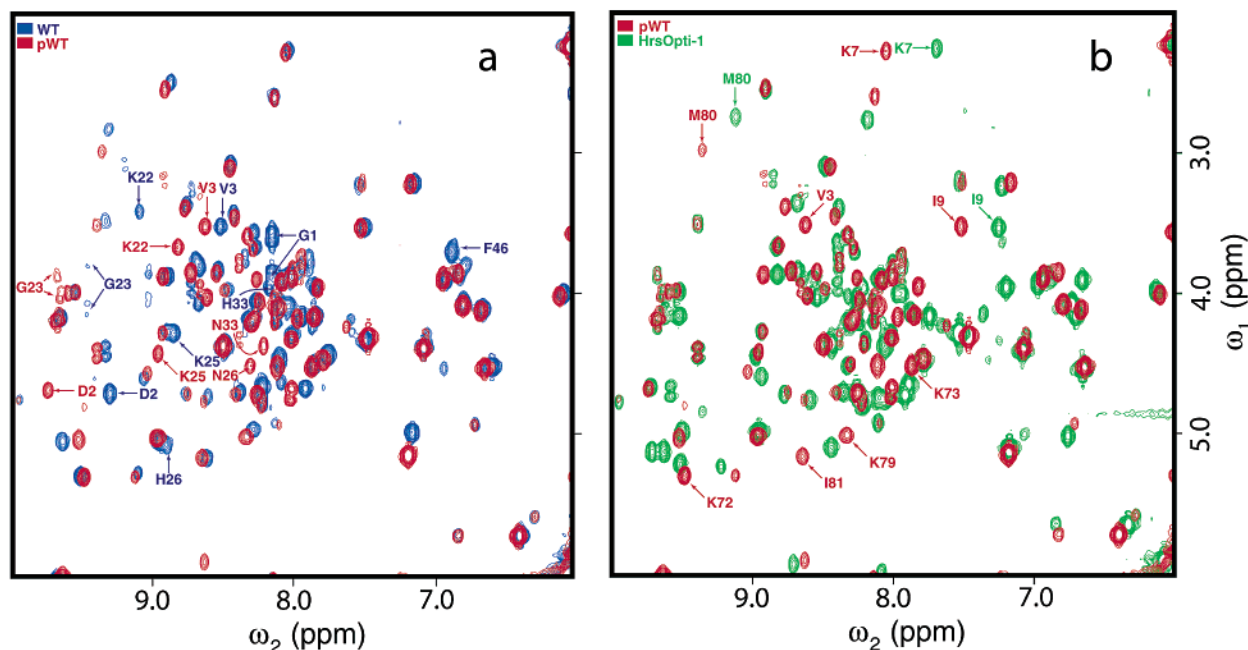 WT
pWT
a
K22
V3 V3
K22
G1
F46
G23
G23
H33
N33
K25
K25
N26
D2
D2
H26
9.0 8.0 7.0
ω2 (ppm)
pWT
HrsOpti-1
b
K7 K7
M80
M80
3.0
V3
I9
I9
4.0
K73
K79
5.0
I81
K72
9.0 8.0 7.0
ω2 (ppm)
ω1 (ppm)